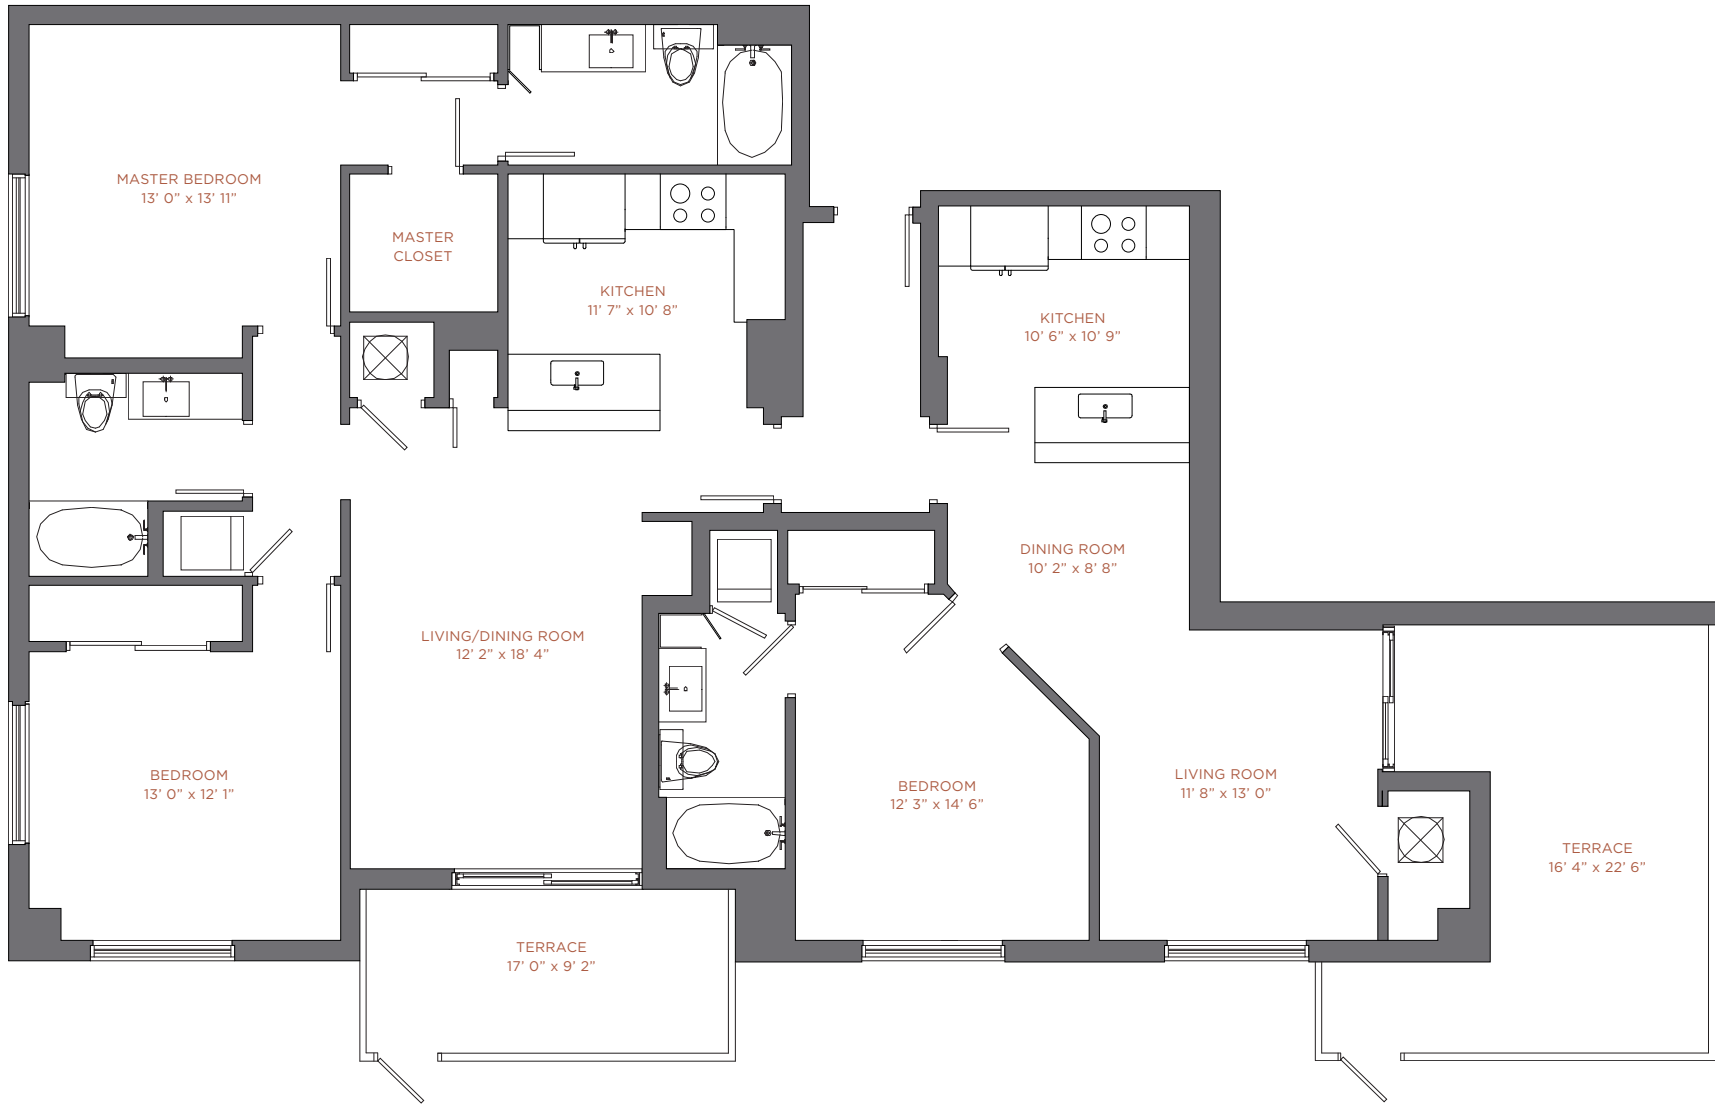 MASTER BEDROOM
13’ 0” x 13’ 11”
MASTER
CLOSET
KITCHEN
11’ 7” x 10’ 8”
KITCHEN
10’ 6” x 10’ 9”
DINING ROOM
10’ 2” x 8’ 8”
LIVING/DINING ROOM
12’ 2” x 18’ 4”
BEDROOM
13’ 0” x 12’ 1”
BEDROOM
12’ 3” x 14’ 6”
LIVING ROOM
11’ 8” x 13’ 0”
TERRACE
16’ 4” x 22’ 6”
TERRACE
17’ 0” x 9’ 2”